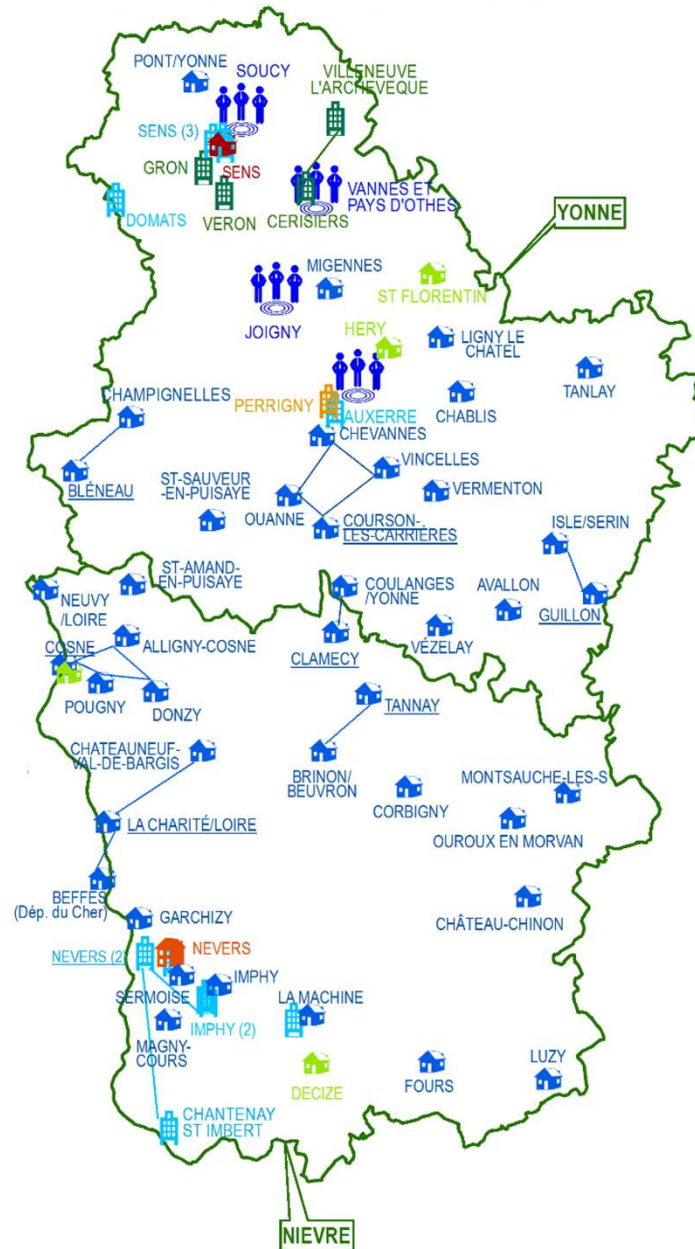 PONT/YONNE
SOUCY
VILLENEUVE
L'ARCHEVEQUE
SENS (3)
GRON
SENS
DOMATS
VERON
CERISIERS
VANNES ET
PAYS D'OTHES
YONNE
MIGENNES
ST FLORENTIN
JOIGNY
HERY
LIGNY LE
CHATEL
TANLAY
CHAMPIGNELLES
PERRIGNY
AUXERRE
CHABLIS
CHEVANNES
VINCELLES
BLÉNEAU
ST-SAUVEUR
-EN-PUISAYE
VERMENTON
OUANNE
COURSON-
LES-CARRIÈRES
ISLE/SERIN
NEUVY
/LOIRE
ST-AMAND-
EN-PUISAYE
COULANGES
/YONNE
AVALLON
GUILLON
COSNE
ALLIGNY-COSNE
CLAMECY
VÉZELAY
POUGNY
DONZY
TANNAY
CHATEAUNEUF-
VAL-DE-BARGIS
BRINON/
BEUVRON
CORBIGNY
MONTSAUCHE-LES-S
LA CHARITÉ/LOIRE
OUROUX EN MORVAN
BEFFES
(Dép. du Cher)
CHÂTEAU-CHINON
GARCHIZY
NEVERS (2)
NEVERS
SERMOISE
IMPHY
IMPHY (2)
LA MACHINE
MAGNY-
COURS
DECIZE
FOURS
LUZY
CHANTENAY
ST IMBERT
NIEVRE